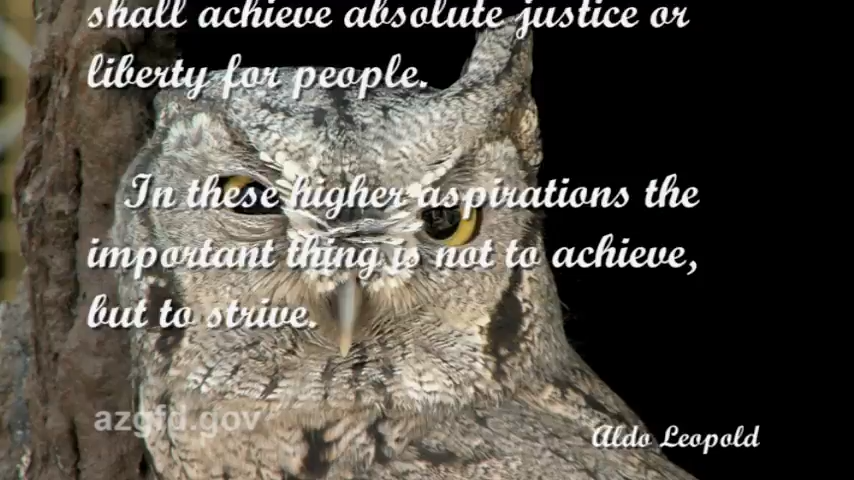 shall achieve absolute justice or
liberty for people.
In these higher aspirations the
important thing is not to achieve,
but to strive.
azgfd.gov
Aldo Leopold